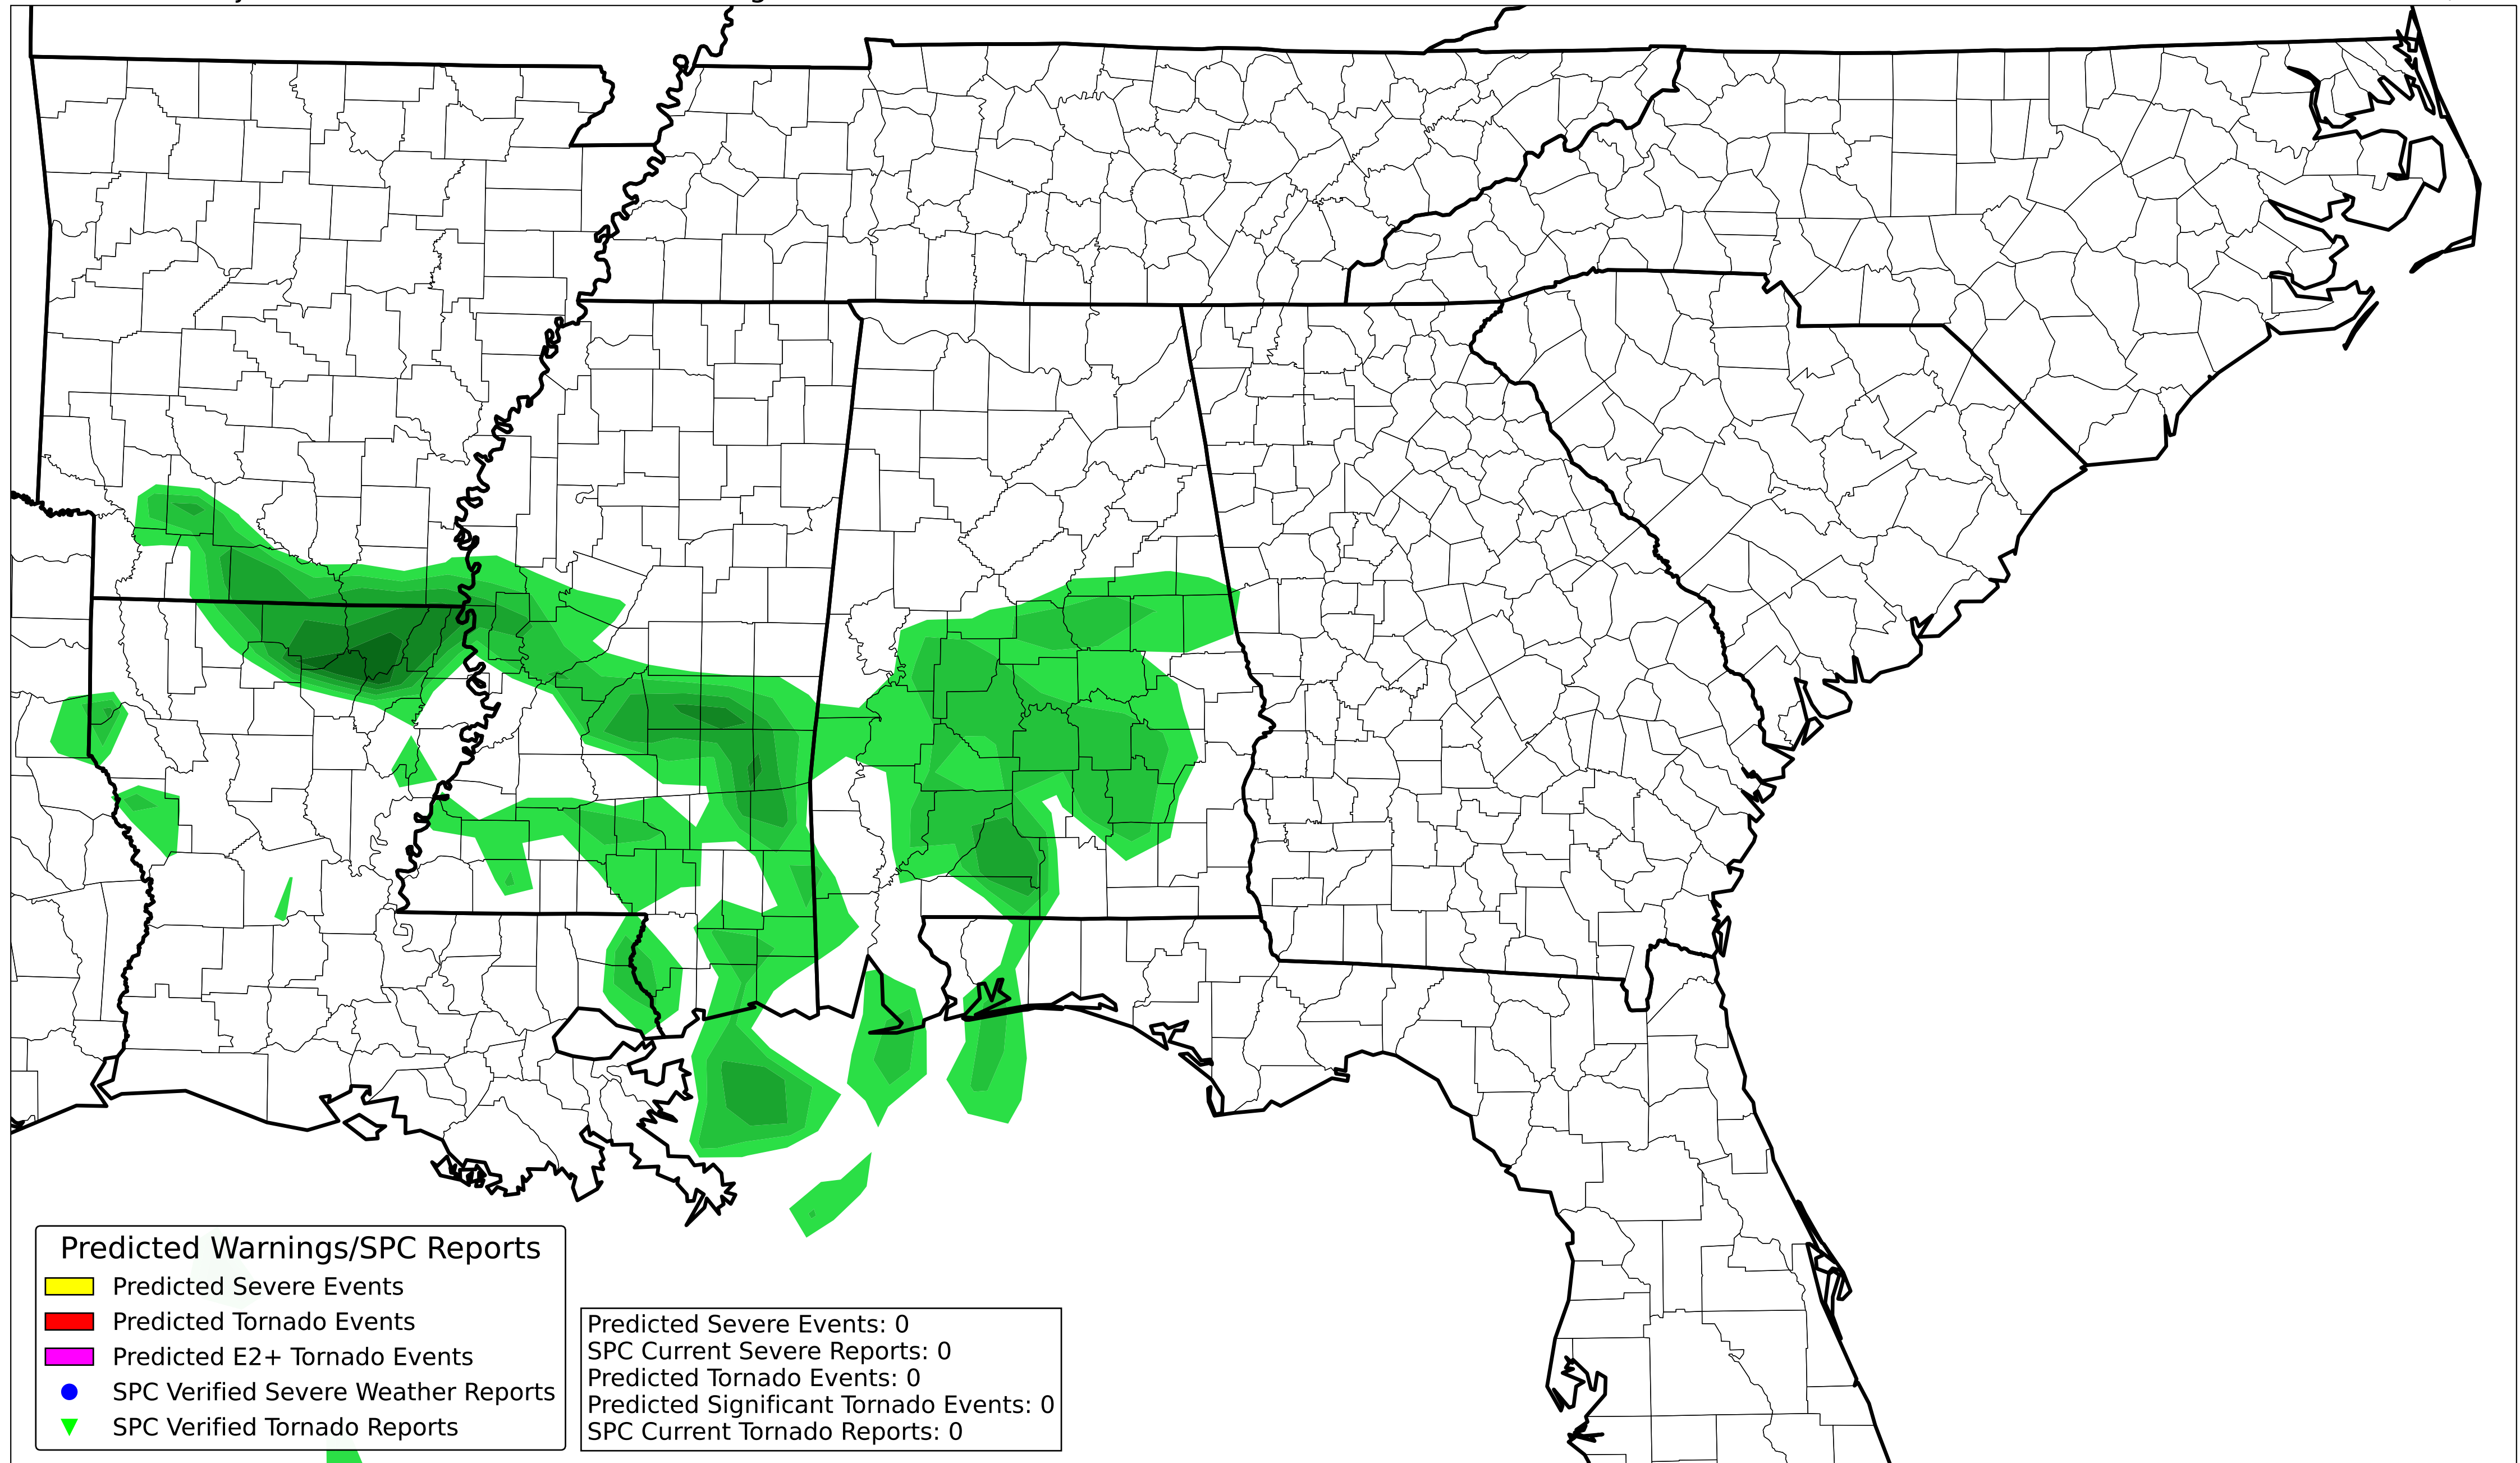 Predicted Warnings/SPC Reports
Predicted Severe Events
Predicted Tornado Events
Predicted E2+ Tornado Events
SPC Verified Severe Weather Reports
SPC Verified Tornado Reports
Predicted Severe Events: 0
SPC Current Severe Reports: 0
Predicted Tornado Events: 0
Predicted Significant Tornado Events: 0
SPC Current Tornado Reports: 0